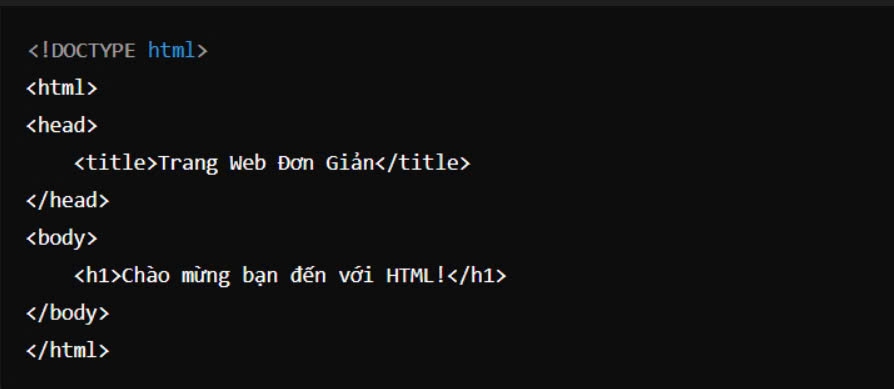 <!DOCTYPE html>
<html>
<head>
    <title>Trang Web Đơn Giản</title>
</head>
<body>
    <h1>Chào mừng bạn đến với HTML!</h1>
</body>
</html>